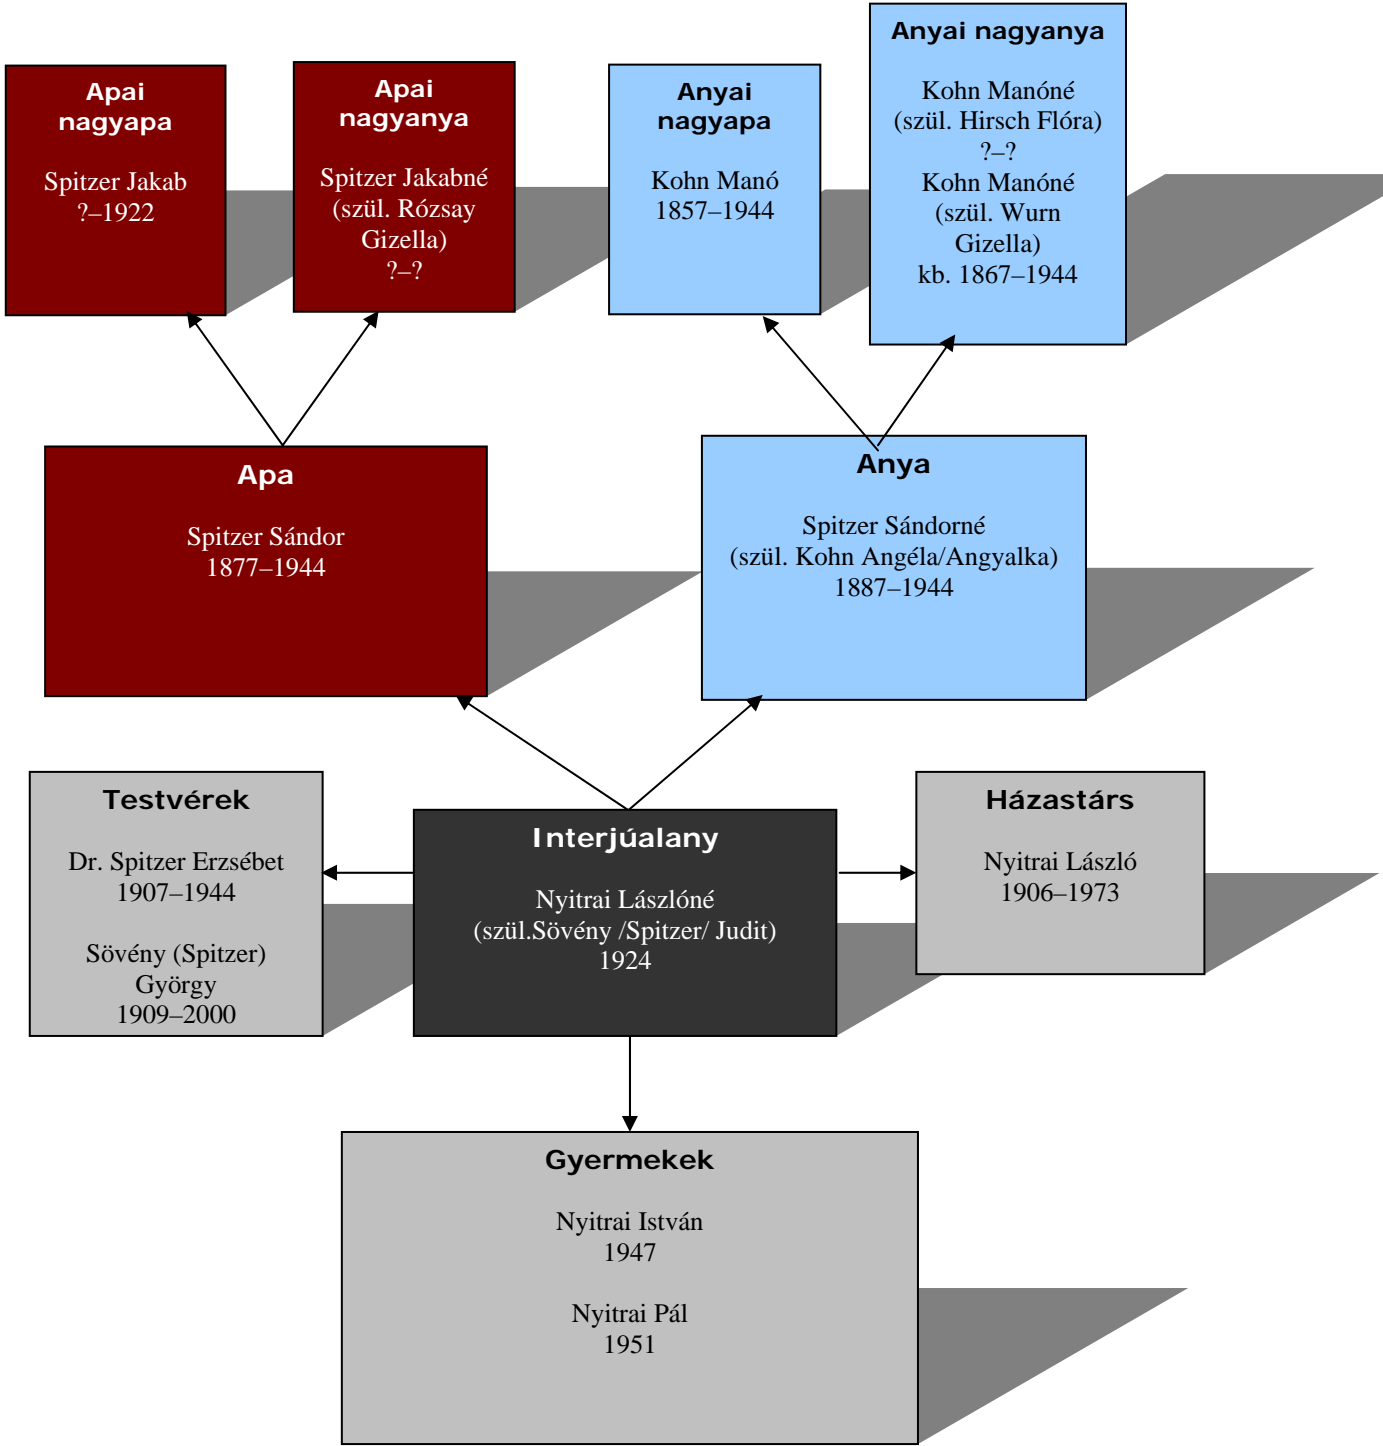 Apai
nagyapa
Spitzer Jakab
?–1922
Apai
nagyanya
Spitzer Jakabné
(szül. Rózsay
Gizella)
?–?
Anyai
nagyapa
Kohn Manó
1857–1944
Anyai nagyanya
Kohn Manóné
(szül. Hirsch Flóra)
?–?
Kohn Manóné
(szül. Wurn
Gizella)
kb. 1867–1944
Apa
Spitzer Sándor
1877–1944
Anya
Spitzer Sándorné
(szül. Kohn Angéla/Angyalka)
1887–1944
Testvérek
Dr. Spitzer Erzsébet
1907–1944
Sövény (Spitzer)
György
1909–2000
Interjúalany
Nyitrai Lászlóné
(szül.Sövény /Spitzer/ Judit)
1924
Házastárs
Nyitrai László
1906–1973
Gyermekek
Nyitrai István
1947
Nyitrai Pál
1951